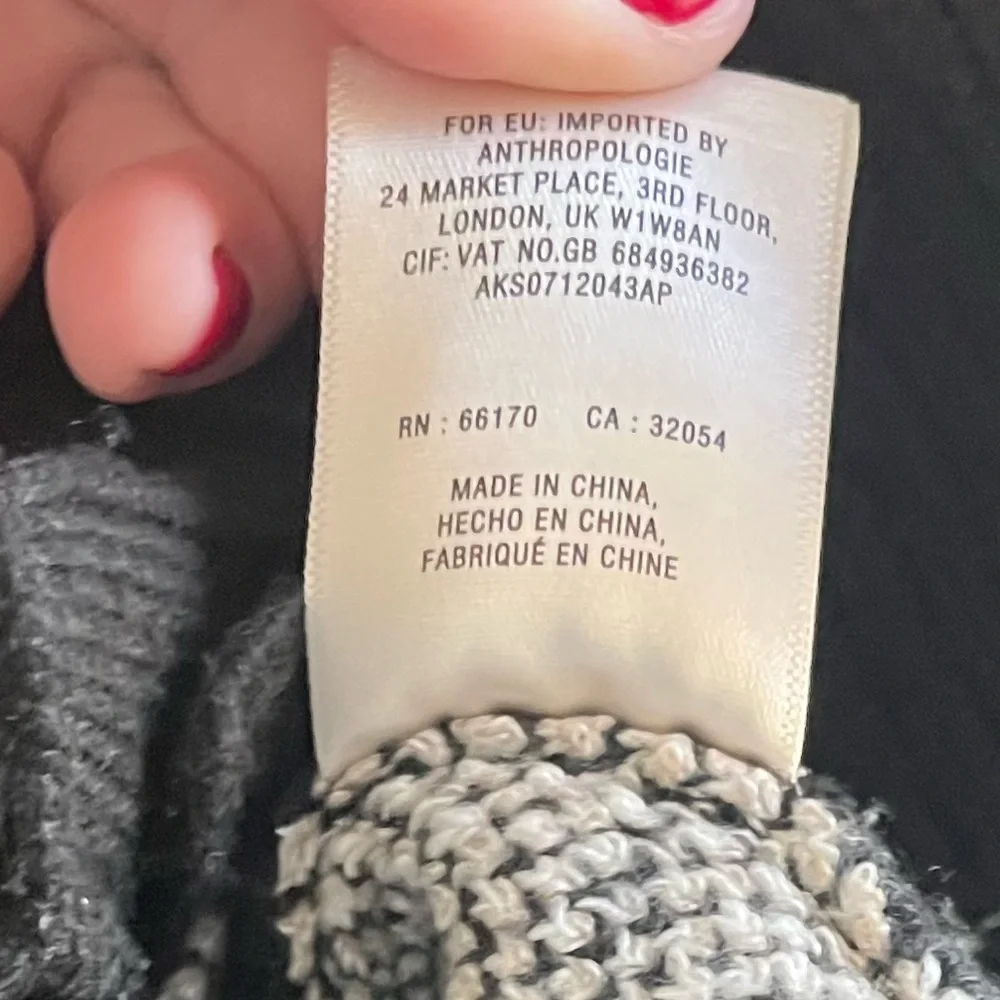 FOR EU: IMPORTED BY
ANTHROPOLOGIE
24 MARKET PLACE, 3RD FLOOR,
LONDON, UK W1W8AN
CIF: VAT NO.GB 684936382
AKS0712043AP
RN : 66170 CA : 32054
MADE IN CHINA,
HECHO EN CHINA,
FABRIQUÉ EN CHINE